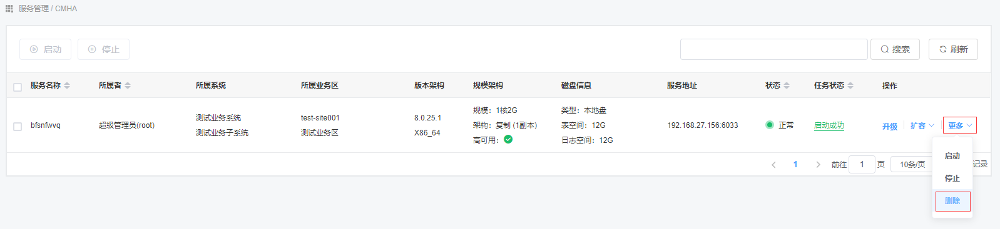 服务管理 / CMHA
启动 停止 搜索 刷新
服务名称 所属者 所属系统 所属业务区 版本架构 规模架构 磁盘信息 服务地址 状态 任务状态 操作
bfsnfwvq 超级管理员(root) 测试业务系统 test-site001 8.0.25.1 规模：1核2G 类型：本地盘 192.168.27.156:6033 正常 启动成功 升级 扩容 更多
测试业务子系统 测试业务区 X86_64 架构：复制 (1副本) 表空间：12G
高可用： 日志空间：12G
1 前往 1 页 10条/页 记录
启动
停止
删除